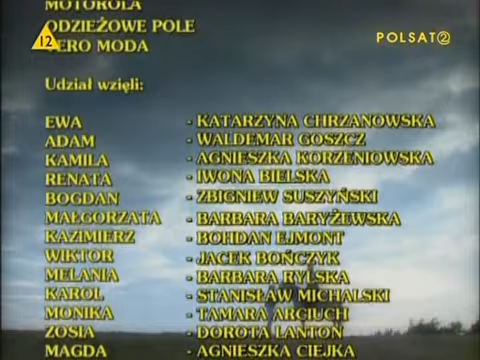 MOTOROLA
ODZIEŻOWE POLE
VERO MODA
12
POLSAT 2
Udział wzięli:
EWA - KATARZYNA CHRZANOWSKA
ADAM - WALDEMAR GOSZCZ
KAMILA - AGNIESZKA KORZENIOWSKA
RENATA - IWONA BIELSKA
BOGDAN - ZBIGNIEW SUSZYŃSKI
MAŁGORZATA - BARBARA BARYŻEWSKA
KAZIMIERZ - BOHDAN EJMONT
WIKTOR - JACEK BOŃCZYK
MELANIA - BARBARA RYLSKA
KAROL - STANISŁAW MICHALSKI
MONIKA - TAMARA ARCIUCH
ZOSIA - DOROTA LANTON
MAGDA - AGNIESZKA CIEJKA